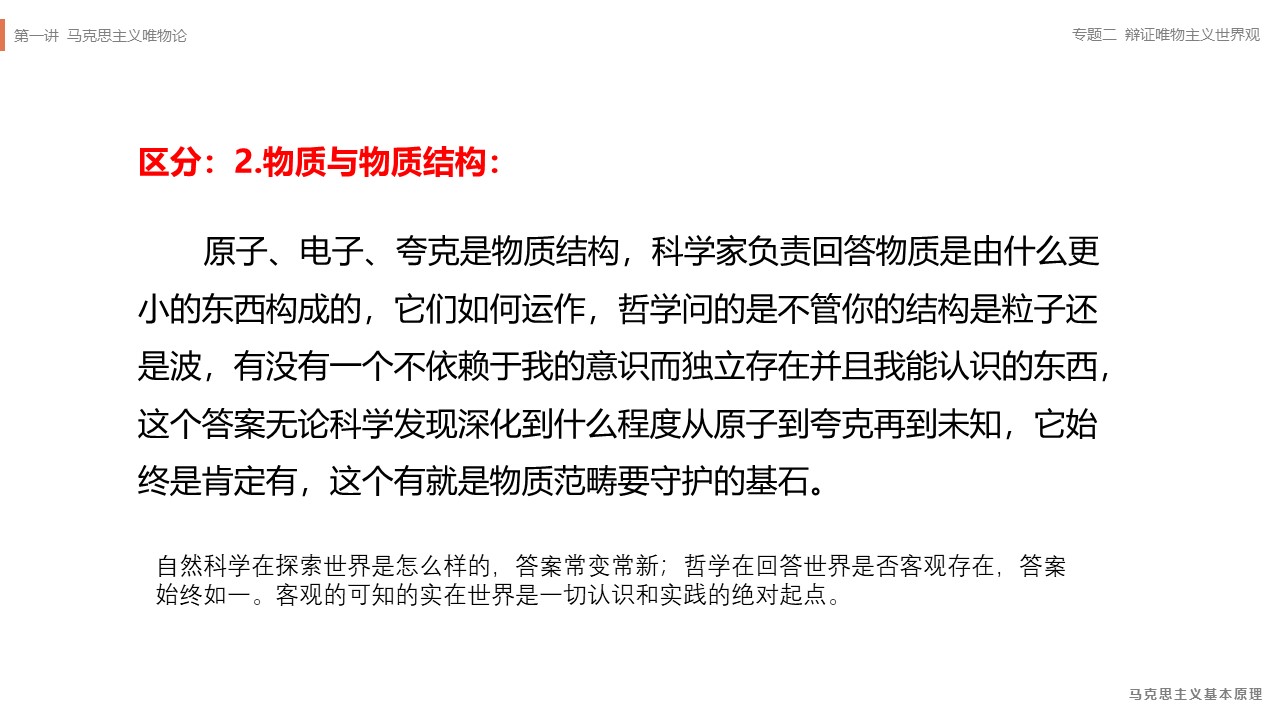 第一讲 马克思主义唯物论
专题二 辩证唯物主义世界观
区分：2.物质与物质结构：
原子、电子、夸克是物质结构，科学家负责回答物质是由什么更
小的东西构成的，它们如何运作，哲学问的是不管你的结构是粒子还
是波，有没有一个不依赖于我的意识而独立存在并且我能认识的东西，
这个答案无论科学发现深化到什么程度从原子到夸克再到未知，它始
终是肯定有，这个有就是物质范畴要守护的基石。
自然科学在探索世界是怎么样的，答案常变常新；哲学在回答世界是否客观存在，答案
始终如一。客观的可知的实在世界是一切认识和实践的绝对起点。
马克思主义基本原理